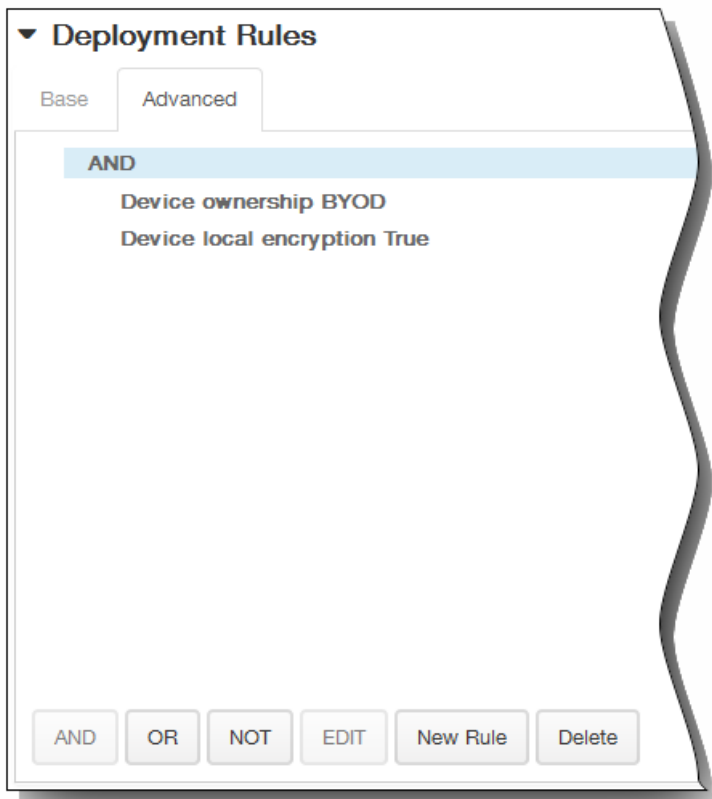 Deployment Rules
Base Advanced
AND
Device ownership BYOD
Device local encryption True
AND OR NOT EDIT New Rule Delete